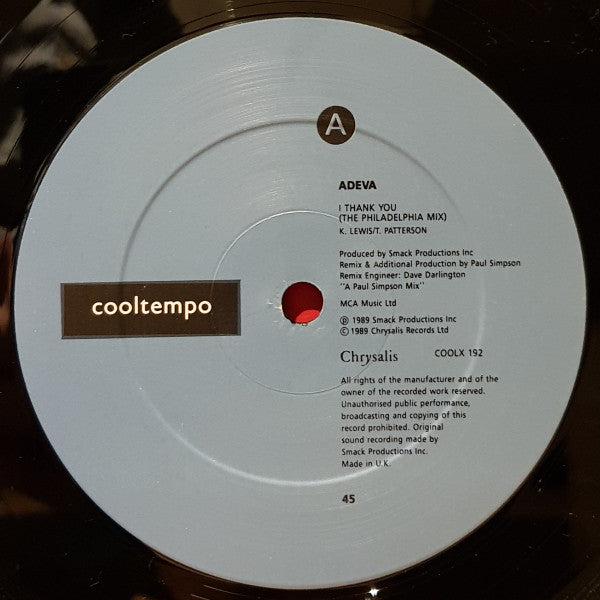 A
ADEVA
I THANK YOU
(THE PHILADELPHIA MIX)
K. LEWIS/T. PATTERSON
Produced by Smack Productions Inc
Remix & Additional Production by Paul Simpson
Remix Engineer: Dave Darlington
"A Paul Simpson Mix"
MCA Music Ltd
℗ 1989 Smack Productions Inc
© 1989 Chrysalis Records Ltd
cooltempo
Chrysalis COOLX 192
All rights of the manufacturer and of the
owner of the recorded work reserved.
Unauthorised public performance,
broadcasting and copying of this
record prohibited. Original
sound recording made by
Smack Productions Inc.
Made in U.K.
45